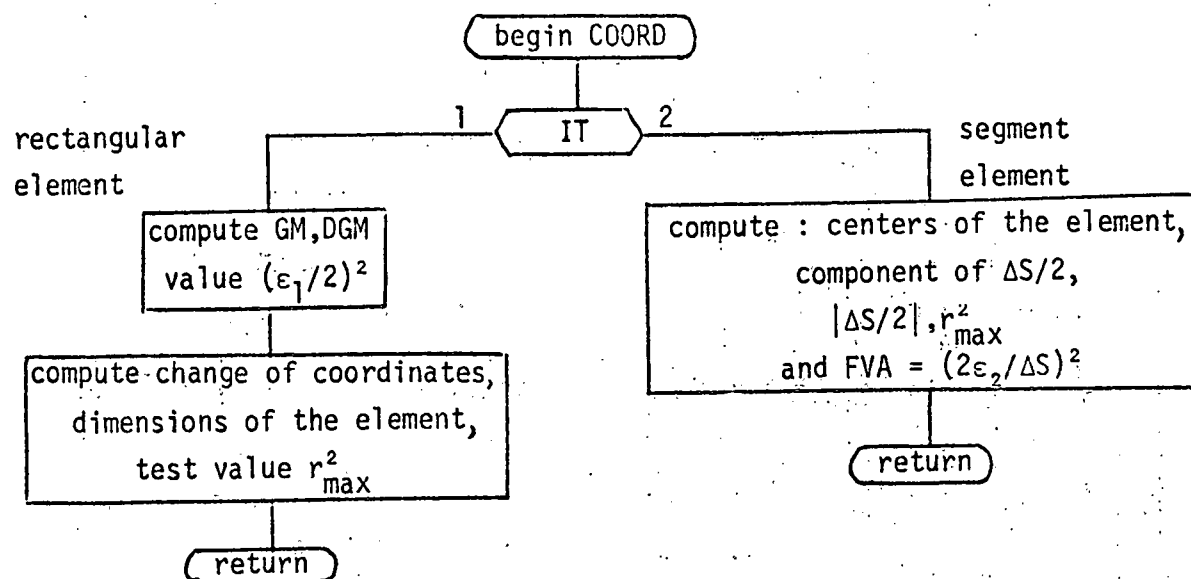 begin COORD
1 IT 2
rectangular
element
segment
element
compute GM,DGM
value (ε₁/2)²
compute change of coordinates,
dimensions of the element,
test value r²max
return
compute : centers of the element,
component of ΔS/2,
|ΔS/2|,r²max
and FVA = (2ε₂/ΔS)²
return